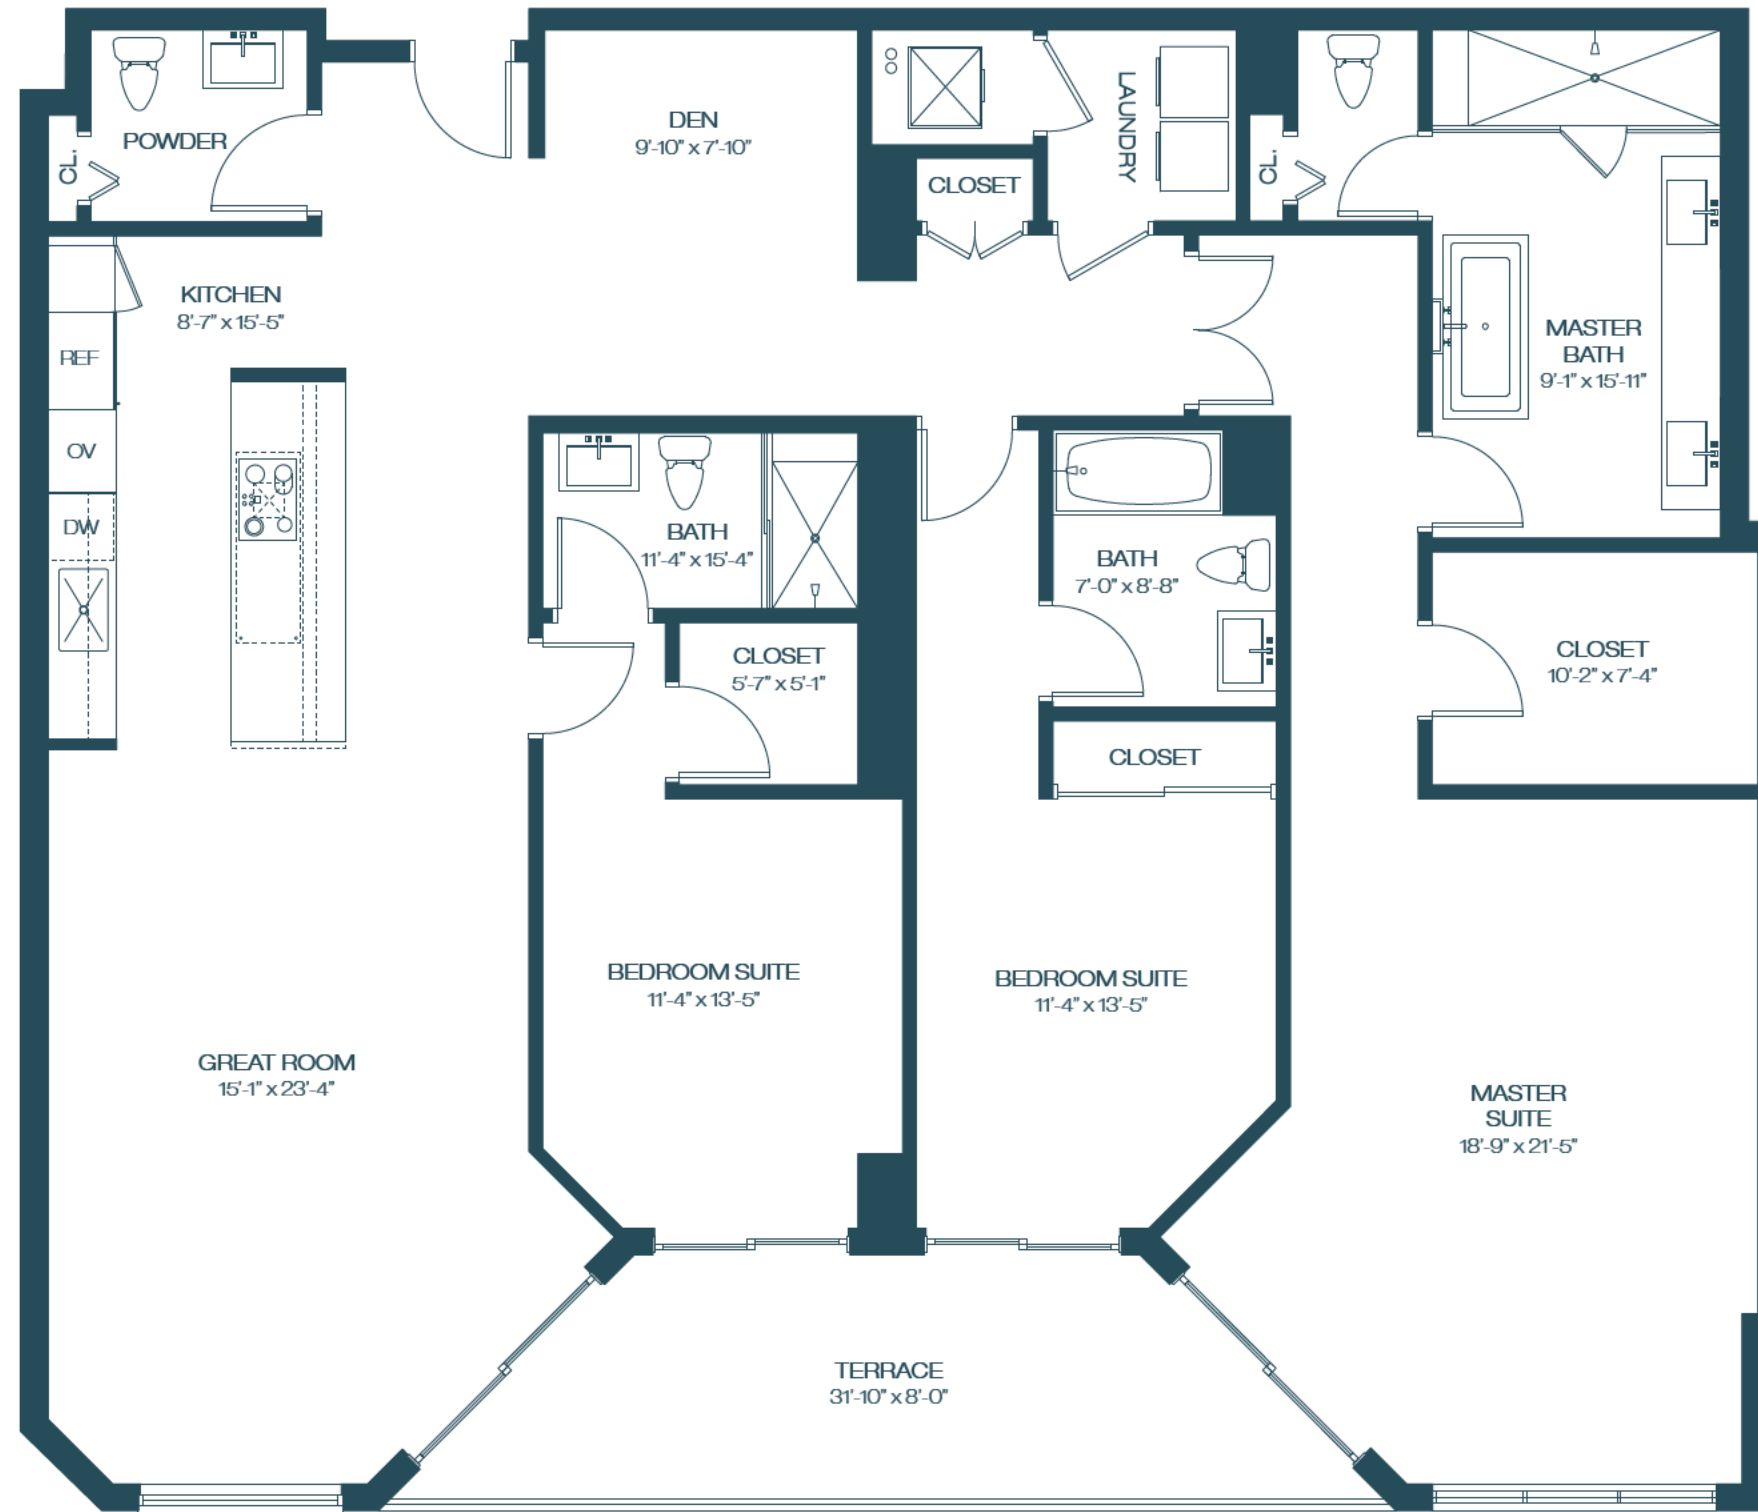 POWDER
CL.
DEN
9'-10" x 7'-10"
LAUNDRY
CLOSET
CL.
KITCHEN
8'-7" x 15'-5"
REF
OV
DW
MASTER
BATH
9'-1" x 15'-11"
BATH
11'-4" x 15'-4"
BATH
7'-0" x 8'-8"
CLOSET
5'-7" x 5'-1"
CLOSET
10'-2" x 7'-4"
CLOSET
BEDROOM SUITE
11'-4" x 13'-5"
BEDROOM SUITE
11'-4" x 13'-5"
GREAT ROOM
15'-1" x 23'-4"
MASTER
SUITE
18'-9" x 21'-5"
TERRACE
31'-10" x 8'-0"